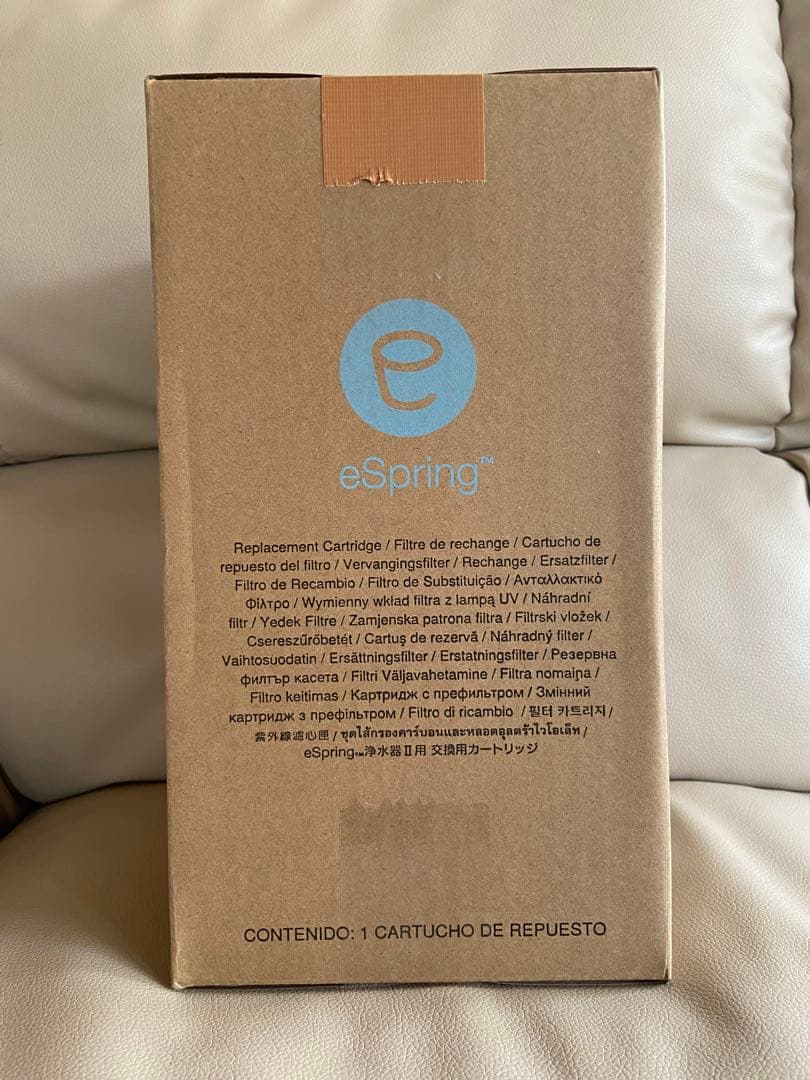 eSpring™
Replacement Cartridge / Filtre de rechange / Cartucho de
repuesto del filtro / Vervangingsfilter / Rechange / Ersatzfilter /
Filtro de Recambio / Filtro de Substituição / Ανταλλακτικό
Φίλτρο / Wymienny wkład filtra z lampą UV / Náhradní
filtr / Yedek Filtre / Zamjenska patrona filtra / Filtrski vložek /
Csereszűrőbetét / Cartuş de rezervă / Náhradný filter /
Vaihtosuodatin / Ersättningsfilter / Erstatningsfilter / Резервна
филтър касета / Filtri Väljavahetamine / Filtra nomaiņa /
Filtro keitimas / Картридж с префильтром / Змінний
картридж з префільтром / Filtro di ricambio / 필터 카트리지 /
紫外線濾心匣 / ชุดไส้กรองคาร์บอนและหลอดอุลตร้าไวโอเล็ท /
eSpring™浄水器Ⅱ用 交換用カートリッジ
CONTENIDO: 1 CARTUCHO DE REPUESTO